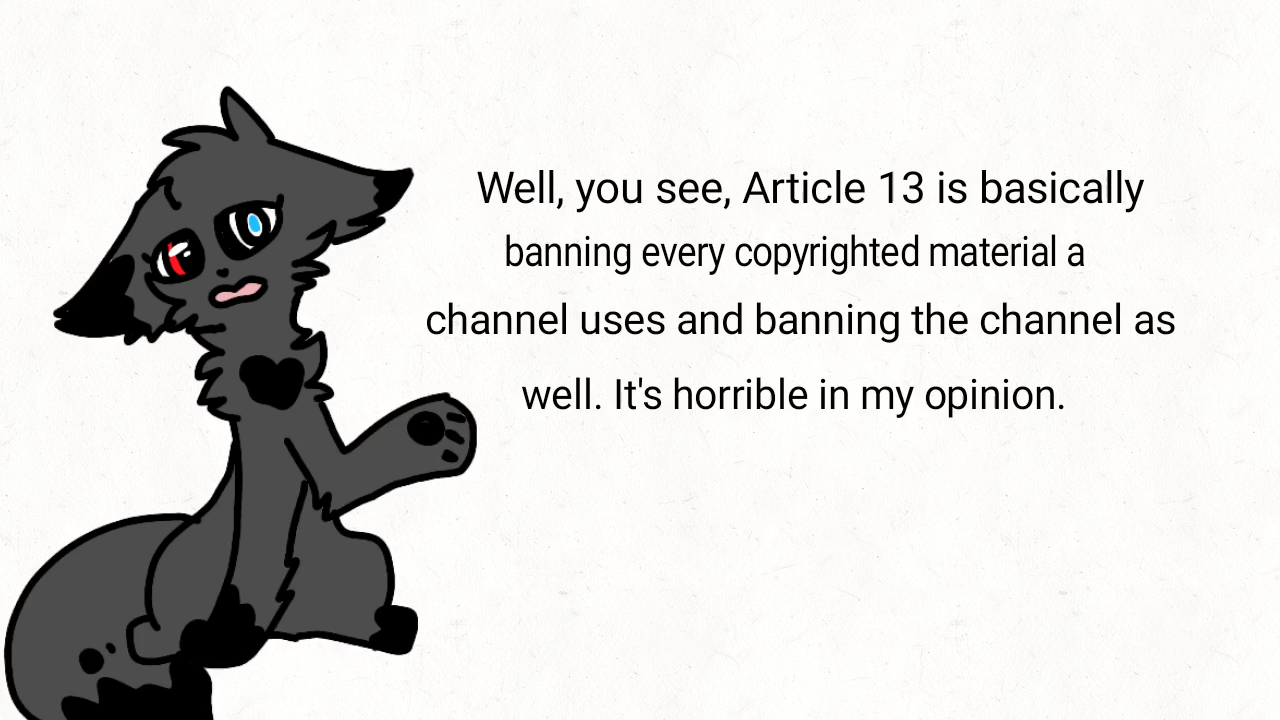 Well, you see, Article 13 is basically
banning every copyrighted material a
channel uses and banning the channel as
well. It's horrible in my opinion.